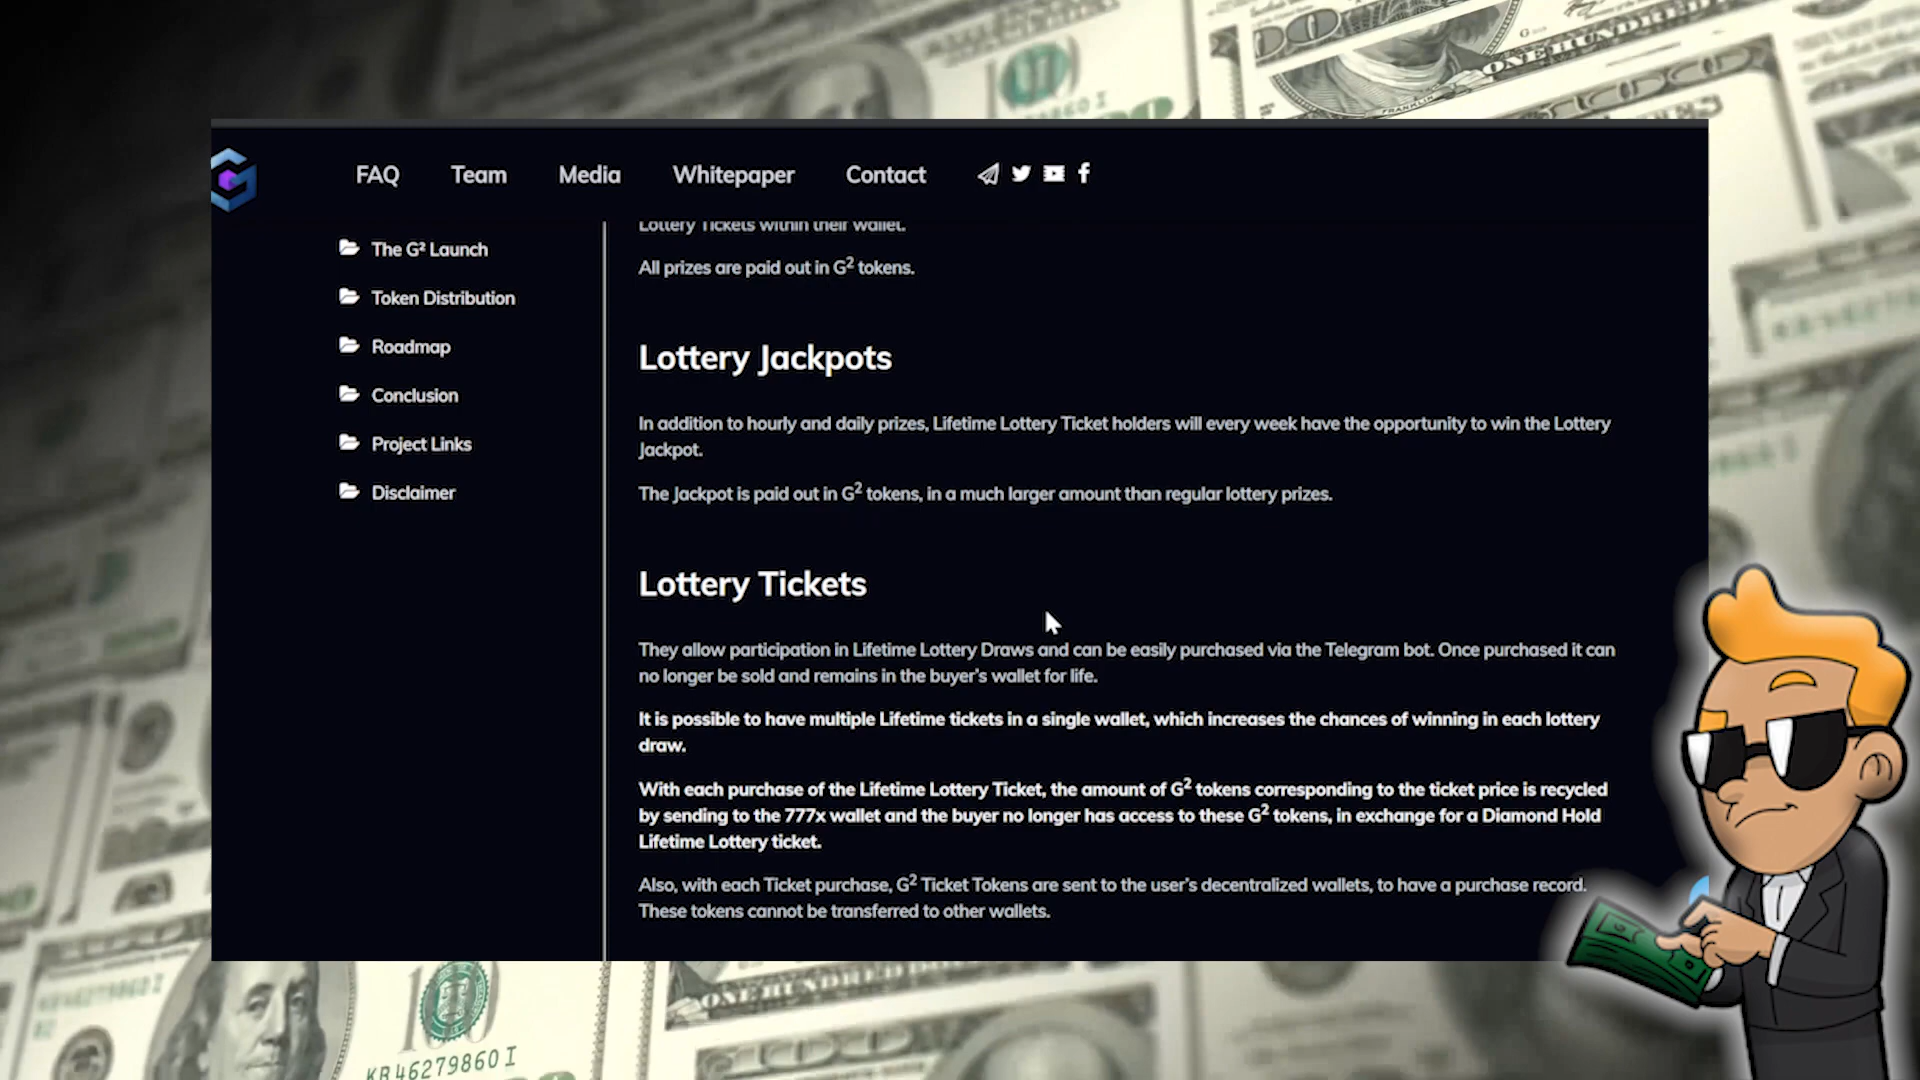 FAQ Team Media Whitepaper Contact
The G² Launch
Token Distribution
Roadmap
Conclusion
Project Links
Disclaimer
Lottery Tickets within their wallet.
All prizes are paid out in G² tokens.
Lottery Jackpots
In addition to hourly and daily prizes, Lifetime Lottery Ticket holders will every week have the opportunity to win the Lottery
Jackpot.
The Jackpot is paid out in G² tokens, in a much larger amount than regular lottery prizes.
Lottery Tickets
They allow participation in Lifetime Lottery Draws and can be easily purchased via the Telegram bot. Once purchased it can
no longer be sold and remains in the buyer's wallet for life.
It is possible to have multiple Lifetime tickets in a single wallet, which increases the chances of winning in each lottery
draw.
With each purchase of the Lifetime Lottery Ticket, the amount of G² tokens corresponding to the ticket price is recycled
by sending to the 777x wallet and the buyer no longer has access to these G² tokens, in exchange for a Diamond Hold
Lifetime Lottery ticket.
Also, with each Ticket purchase, G² Ticket Tokens are sent to the user's decentralized wallets, to have a purchase record.
These tokens cannot be transferred to other wallets.
FRANKLIN
ONE HUNDRED
100
KB46279860I